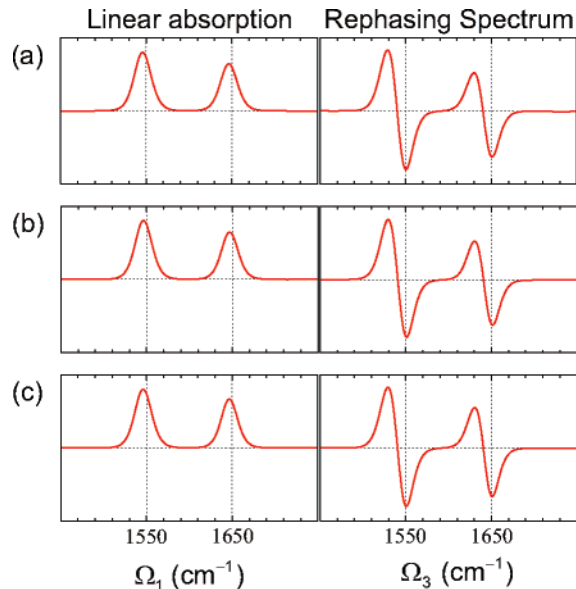 Linear absorption Rephasing Spectrum
(a)
(b)
(c)
1550 1650 1550 1650
Ω₁ (cm⁻¹) Ω₃ (cm⁻¹)